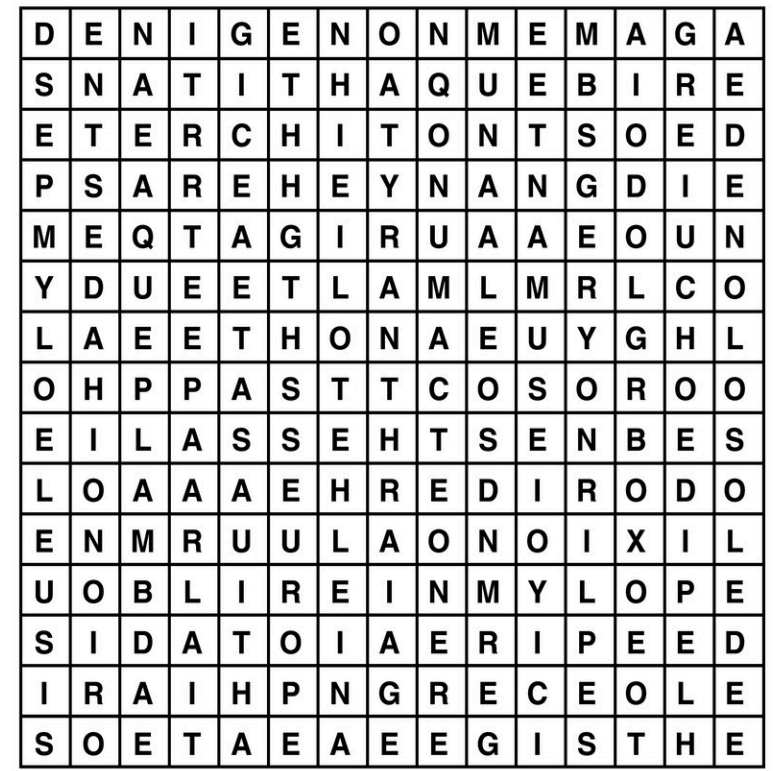 D E N I G E N O N M E M A G A
S N A T I T H A Q U E B I R E
E T E R C H I T O N T S O E D
P S A R E H E Y N A N G D I E
M E Q T A G I R U A A E O U N
Y D U E E T L A M L M R L C O
L A E E T H O N A E U Y G H L
O H P P A S T T C O S O R O O
E I L A S S E H T S E N B E S
L O A A A E H R E D I R O D O
E N M R U U L A O N O I X I L
U O B L I R E I N M Y L O P E
S I D A T O I A E R I P E E D
I R A I H P N G R E C E O L E
S O E T A E A E E G I S T H E